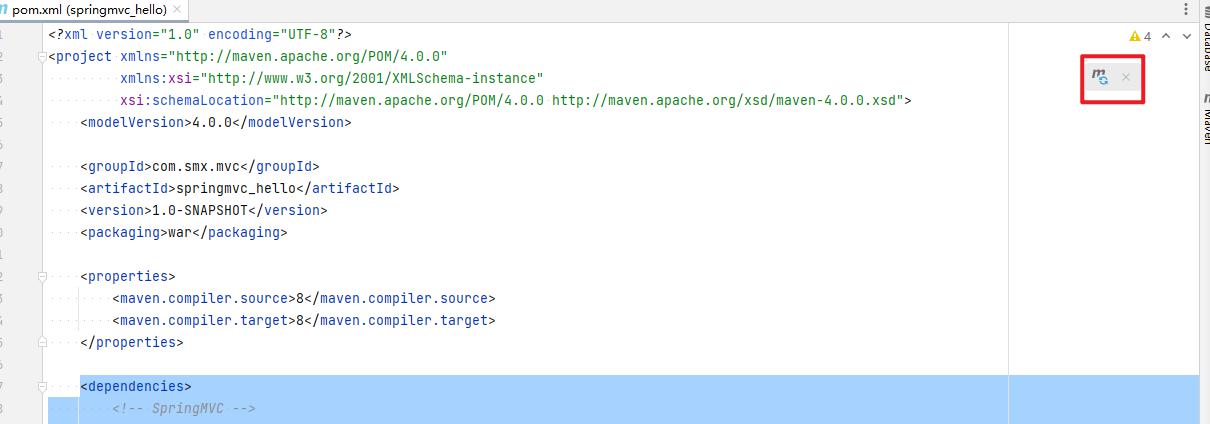 pom.xml (springmvc_hello)
<?xml version="1.0" encoding="UTF-8"?>
4
<project xmlns="http://maven.apache.org/POM/4.0.0"
xmlns:xsi="http://www.w3.org/2001/XMLSchema-instance"
xsi:schemaLocation="http://maven.apache.org/POM/4.0.0 http://maven.apache.org/xsd/maven-4.0.0.xsd">
<modelVersion>4.0.0</modelVersion>
<groupId>com.smx.mvc</groupId>
<artifactId>springmvc_hello</artifactId>
<version>1.0-SNAPSHOT</version>
<packaging>war</packaging>
<properties>
<maven.compiler.source>8</maven.compiler.source>
<maven.compiler.target>8</maven.compiler.target>
</properties>
<dependencies>
<!-- SpringMVC -->
Database
Maven